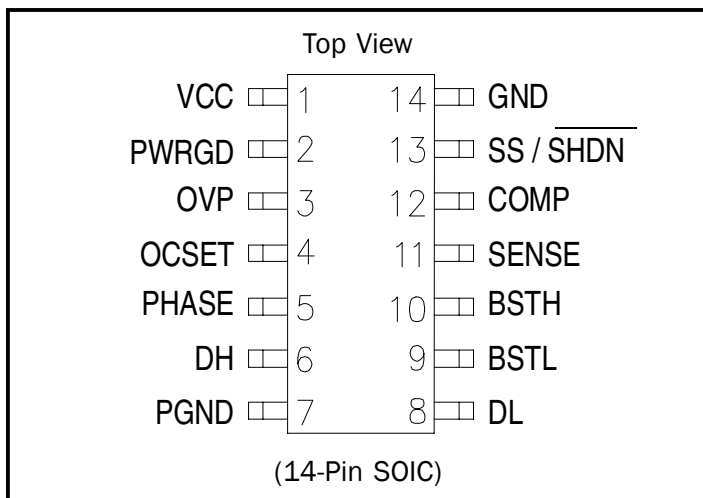 Top View
VCC 1 14 GND
PWRGD 2 13 SS / SHDN
OVP 3 12 COMP
OCSET 4 11 SENSE
PHASE 5 10 BSTH
DH 6 9 BSTL
PGND 7 8 DL
(14-Pin SOIC)